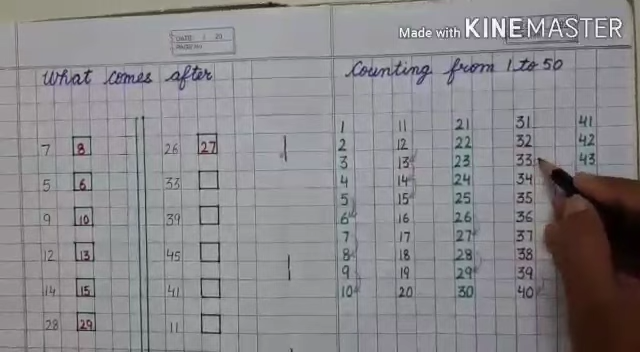 Made with KINEMASTER
DATE
PAGE NO.
What comes after
7 8 26 27
5 6 33
9 10 39
12 13 45
14 15 41
28 29 11
Counting from 1 to 50
1 11 21 31 41
2 12 22 32 42
3 13 23 33 43
4 14 24 34
5 15 25 35
6 16 26 36
7 17 27 37
8 18 28 38
9 19 29 39
10 20 30 40